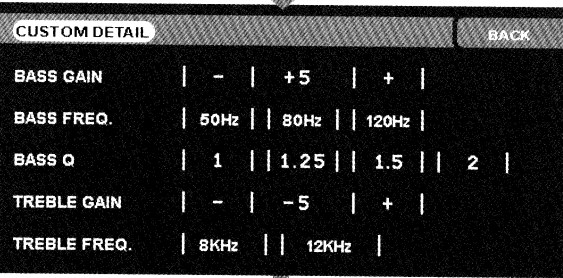 CUSTOM DETAIL BACK
BASS GAIN | - | +5 | + |
BASS FREQ. | 50Hz | | 80Hz | | 120Hz |
BASS Q | 1 | | 1.25 | | 1.5 | | 2 |
TREBLE GAIN | - | -5 | + |
TREBLE FREQ. | 8KHz | | 12KHz |